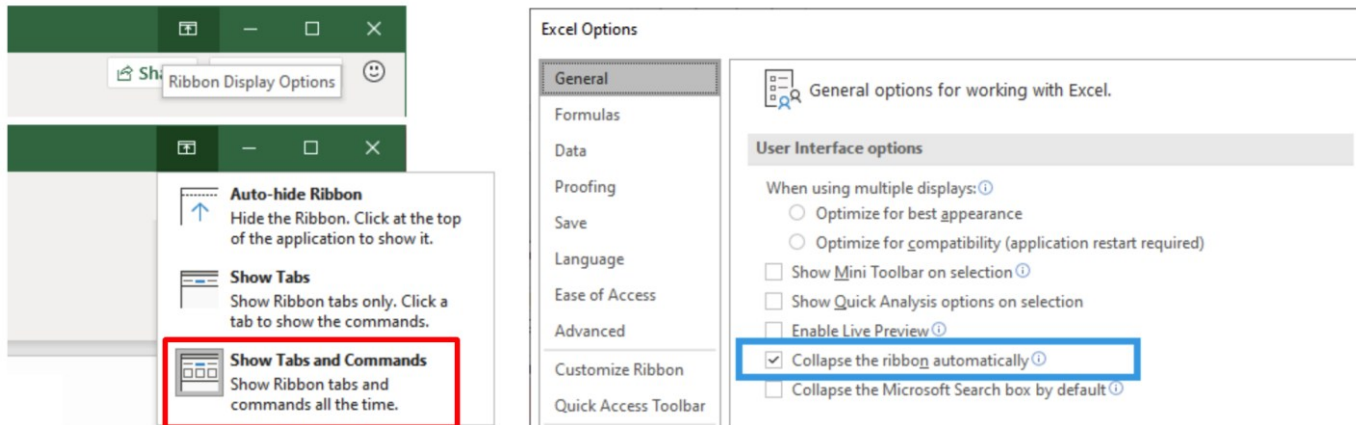 Sh
Ribbon Display Options
Auto-hide Ribbon
Hide the Ribbon. Click at the top
of the application to show it.
Show Tabs
Show Ribbon tabs only. Click a
tab to show the commands.
Show Tabs and Commands
Show Ribbon tabs and
commands all the time.
Excel Options
General
Formulas
Data
Proofing
Save
Language
Ease of Access
Advanced
Customize Ribbon
Quick Access Toolbar
General options for working with Excel.
User Interface options
When using multiple displays:
Optimize for best appearance
Optimize for compatibility (application restart required)
Show Mini Toolbar on selection
Show Quick Analysis options on selection
Enable Live Preview
Collapse the ribbon automatically
Collapse the Microsoft Search box by default